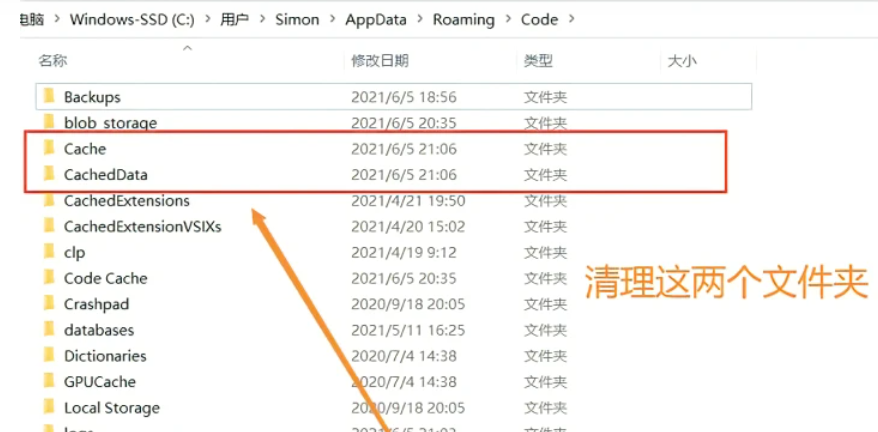 电脑 > Windows-SSD (C:) > 用户 > Simon > AppData > Roaming > Code >
名称 修改日期 类型 大小
Backups 2021/6/5 18:56 文件夹
blob_storage 2021/6/5 20:35 文件夹
Cache 2021/6/5 21:06 文件夹
CachedData 2021/6/5 21:06 文件夹
CachedExtensions 2021/4/21 19:50 文件夹
CachedExtensionVSIXs 2021/4/20 15:02 文件夹
clp 2021/4/19 9:12 文件夹
Code Cache 2021/6/5 20:35 文件夹
清理这两个文件夹
Crashpad 2020/9/18 20:05 文件夹
databases 2021/5/11 16:25 文件夹
Dictionaries 2020/7/4 14:38 文件夹
GPUCache 2020/7/4 14:38 文件夹
Local Storage 2020/9/18 20:05 文件夹